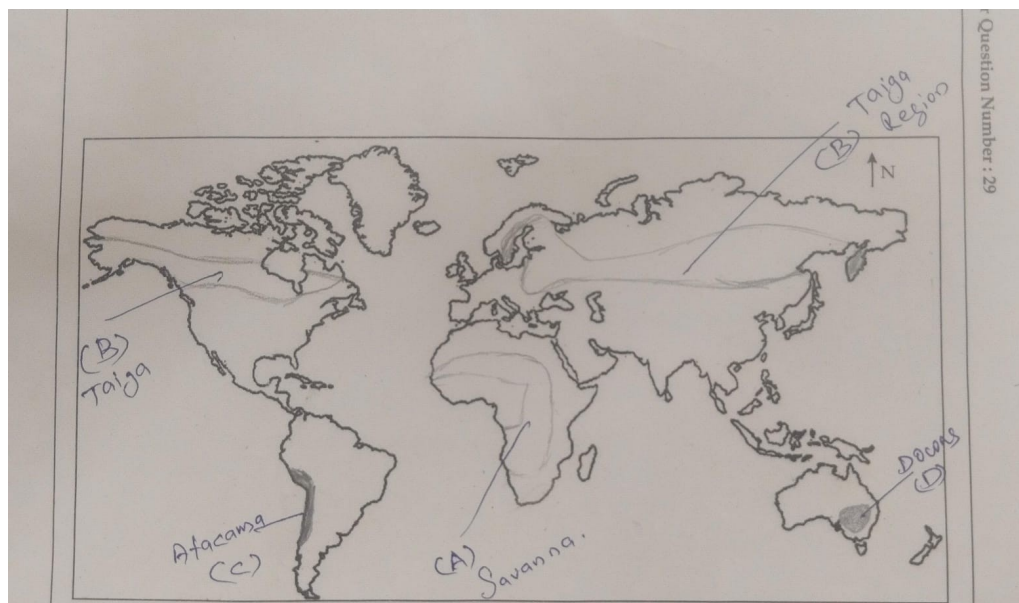 r Question Number : 29
Taiga
Region
(B)
N
(B)
Taiga
Atacama
(C)
(A)
Savanna.
Downs
(D)